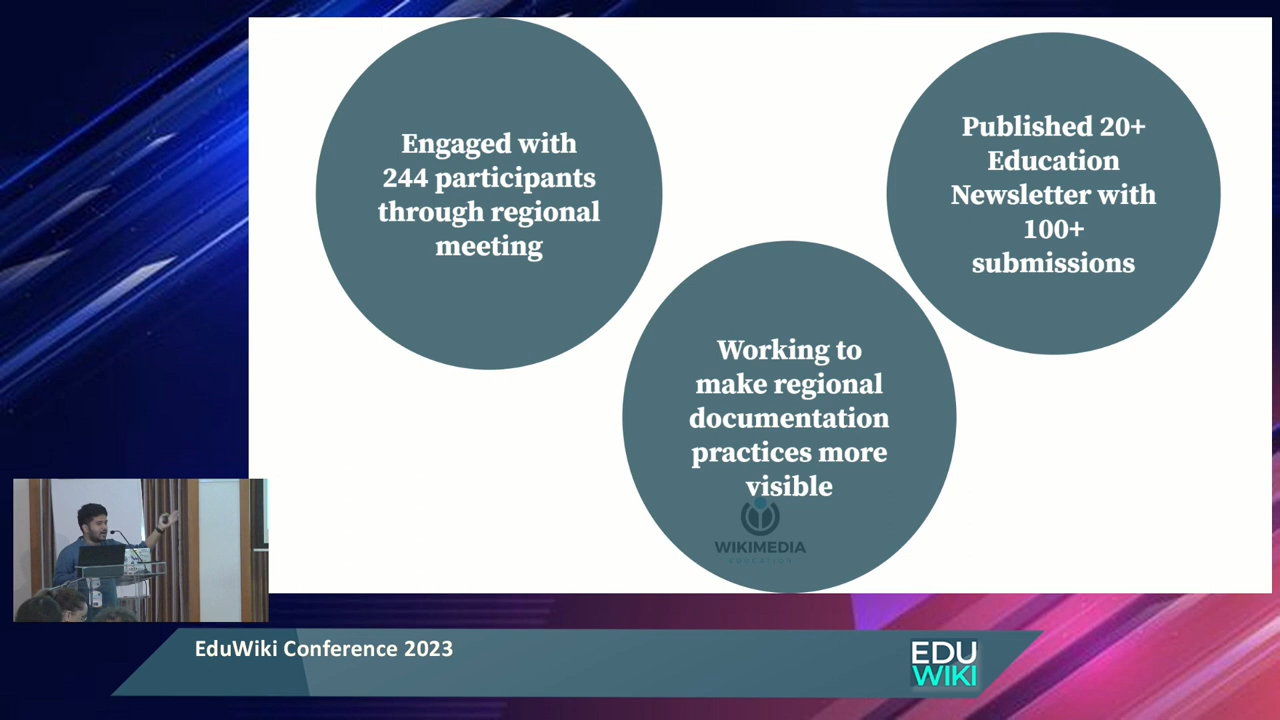 Engaged with
244 participants
through regional
meeting
Published 20+
Education
Newsletter with
100+
submissions
Working to
make regional
documentation
practices more
visible
WIKIMEDIA
EDUCATION
EduWiki Conference 2023
EDU
WIKI